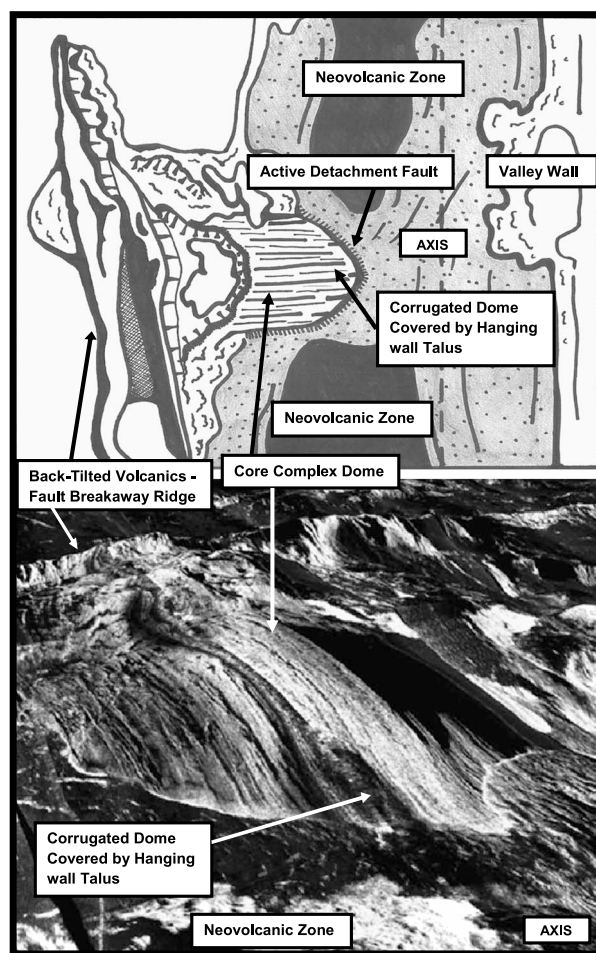 Neovolcanic Zone
Active Detachment Fault
Valley Wall
AXIS
Corrugated Dome
Covered by Hanging
wall Talus
Neovolcanic Zone
Back-Tilted Volcanics -
Fault Breakaway Ridge
Core Complex Dome
Corrugated Dome
Covered by Hanging
wall Talus
Neovolcanic Zone
AXIS